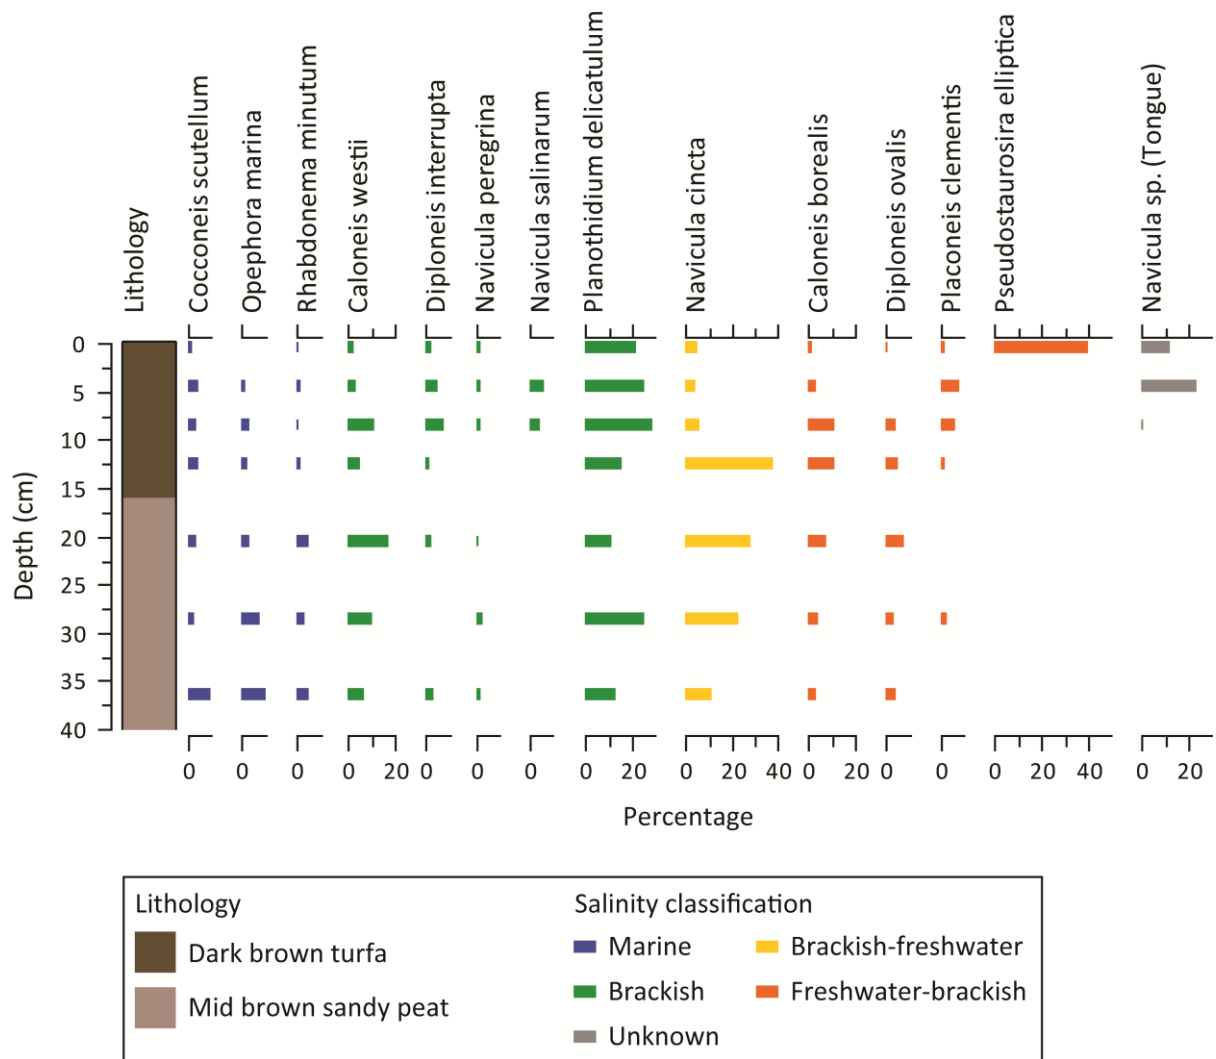 Lithology
Cocconeis scutellum
Opephora marina
Rhabdonema minutum
Caloneis westii
Diploneis interrupta
Navicula peregrina
Navicula salinarum
Planothidium delicatulum
Navicula cincta
Caloneis borealis
Diploneis ovalis
Placoneis clementis
Pseudostaurosira elliptica
Navicula sp. (Tongue)
Depth (cm)
0
5
10
15
20
25
30
35
40
0 0 0 0 20 0 0 0 0 20 0 20 40 0 20 0 0 0 20 40 0 20
Percentage
Lithology
Dark brown turfa
Mid brown sandy peat
Salinity classification
Marine
Brackish
Unknown
Brackish-freshwater
Freshwater-brackish